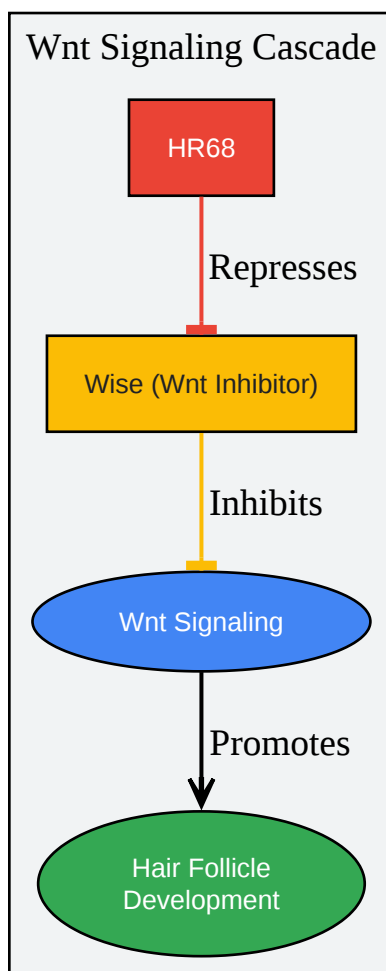 Wnt Signaling Cascade
HR68
Represses
Wise (Wnt Inhibitor)
Inhibits
Wnt Signaling
Promotes
Hair Follicle
Development